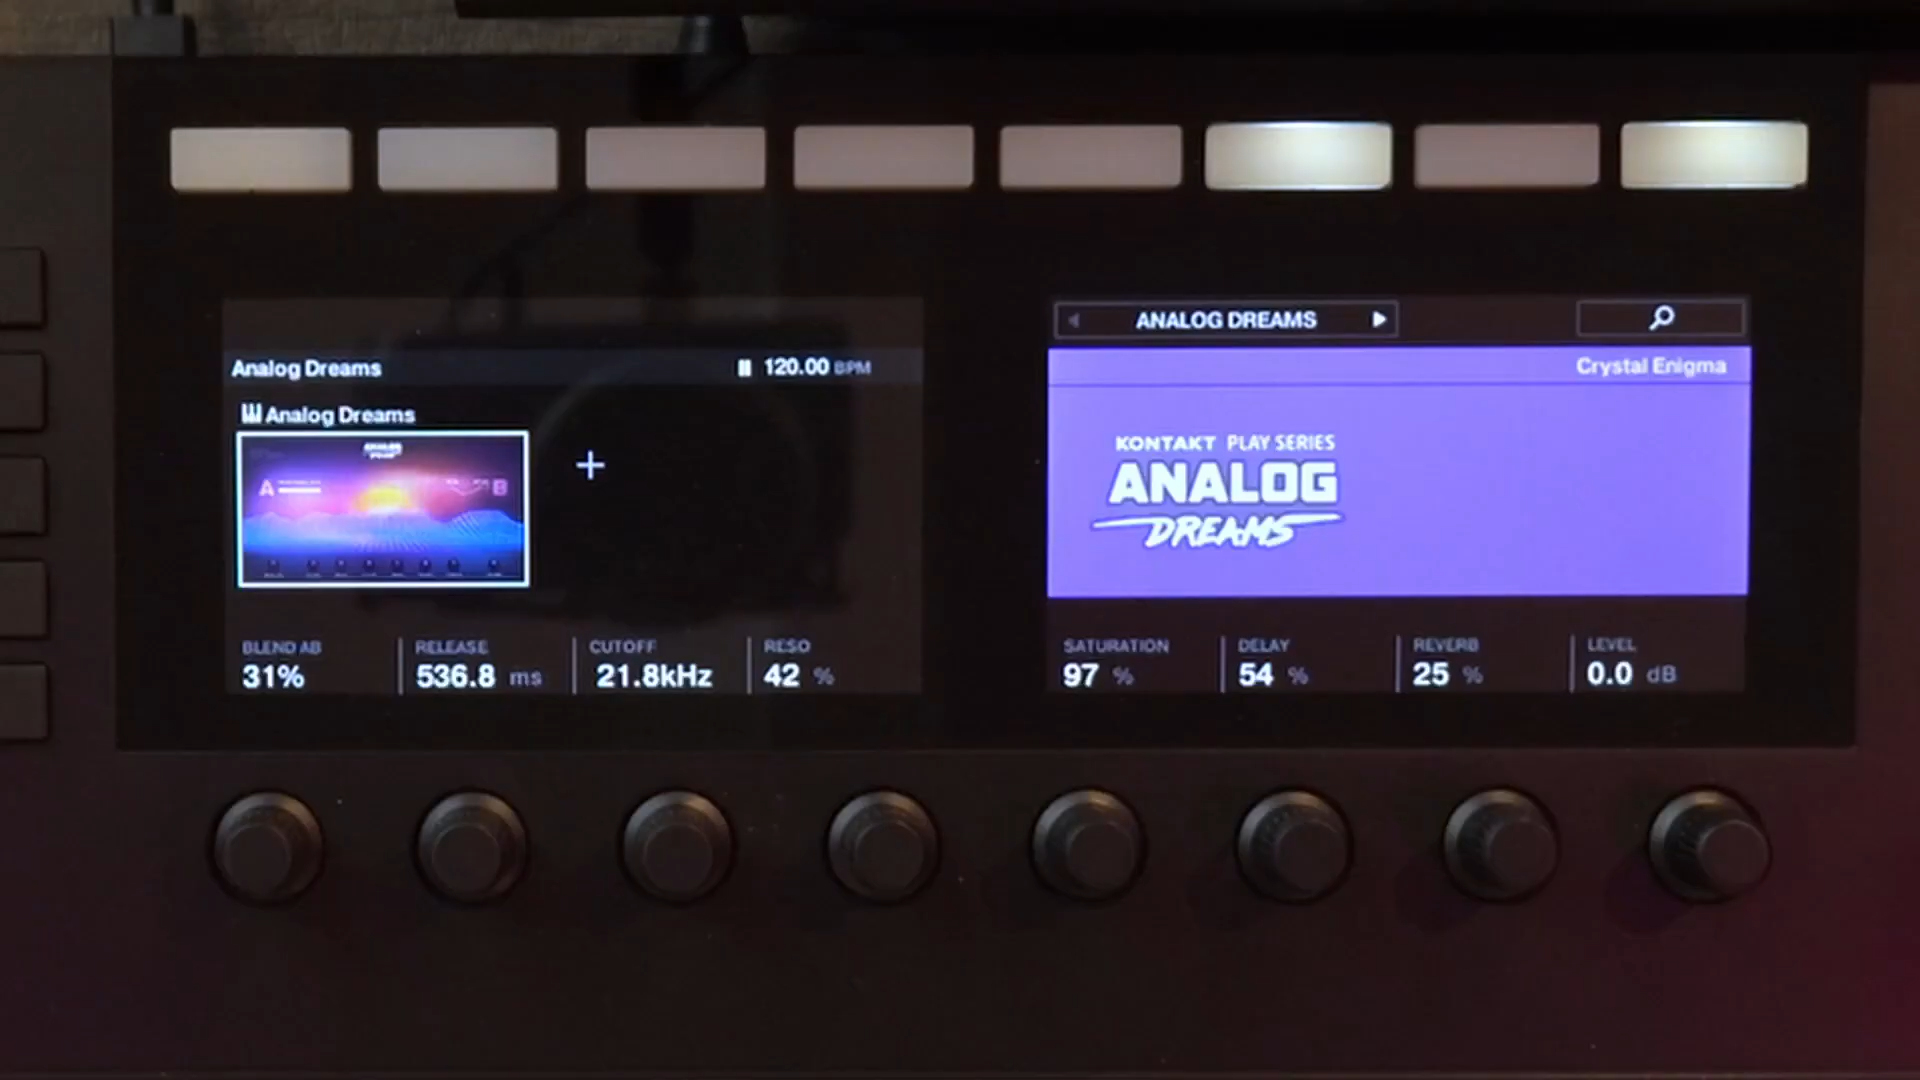 Analog Dreams
120.00 BPM
Analog Dreams
ANALOG DREAMS
A
B
BLEND AB
RELEASE
CUTOFF
RESO
31%
536.8 ms
21.8kHz
42 %
ANALOG DREAMS
Crystal Enigma
KONTAKT PLAY SERIES
ANALOG
DREAMS
SATURATION
DELAY
REVERB
LEVEL
97 %
54 %
25 %
0.0 dB